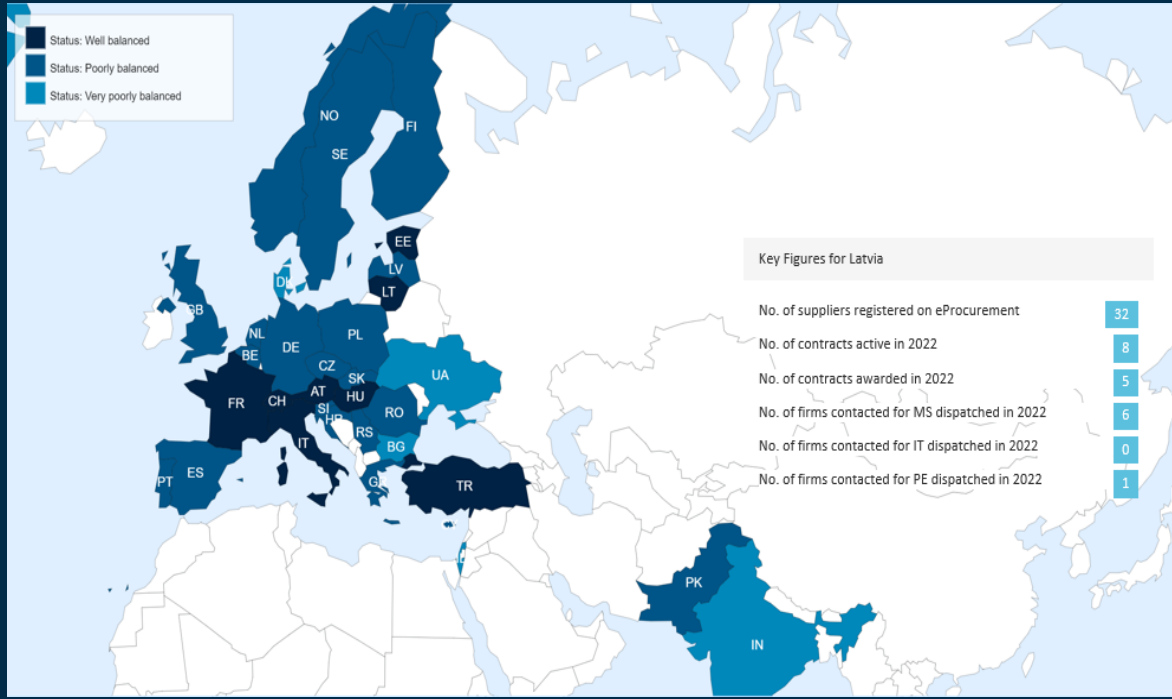 Status: Well balanced
Status: Poorly balanced
Status: Very poorly balanced
NO
FI
SE
EE
LV
LT
GB
NL
BE
DE
PL
CZ
SK
UA
FR
CH
AT
HU
SI
RO
RS
IT
BG
ES
PT
TR
PK
IN
Key Figures for Latvia
No. of suppliers registered on eProcurement 32
No. of contracts active in 2022 8
No. of contracts awarded in 2022 5
No. of firms contacted for MS dispatched in 2022 6
No. of firms contacted for IT dispatched in 2022 0
No. of firms contacted for PE dispatched in 2022 1